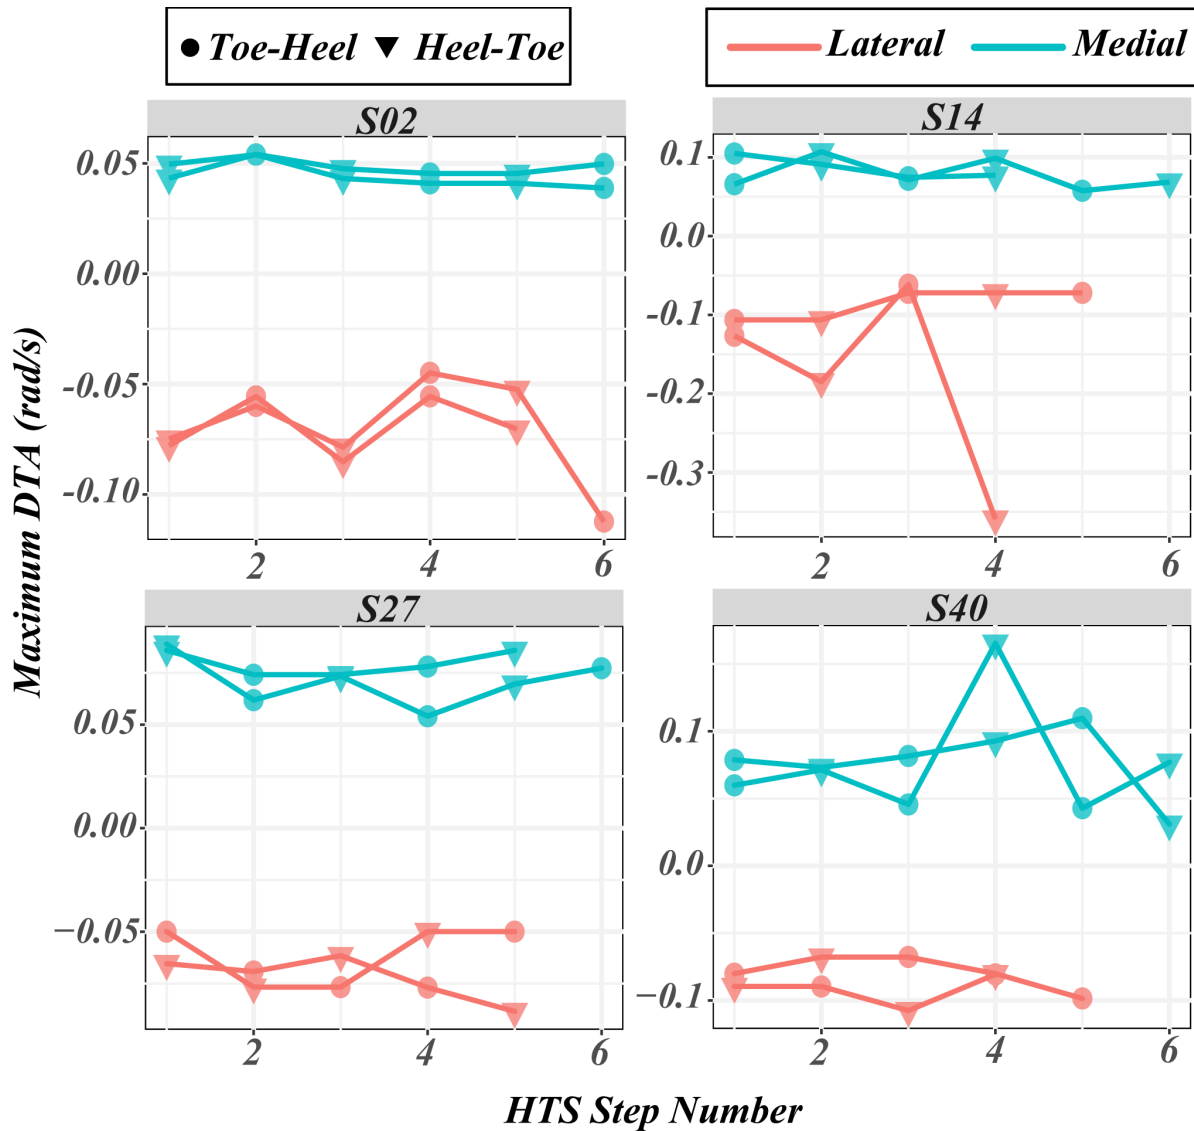 Toe-Heel Heel-Toe
Lateral Medial
S02
0.05
0.00
-0.05
-0.10
2 4 6
S14
0.1
0.0
-0.1
-0.2
-0.3
2 4 6
S27
0.05
0.00
−0.05
2 4 6
S40
0.1
0.0
−0.1
2 4 6
Maximum DTA (rad/s)
HTS Step Number